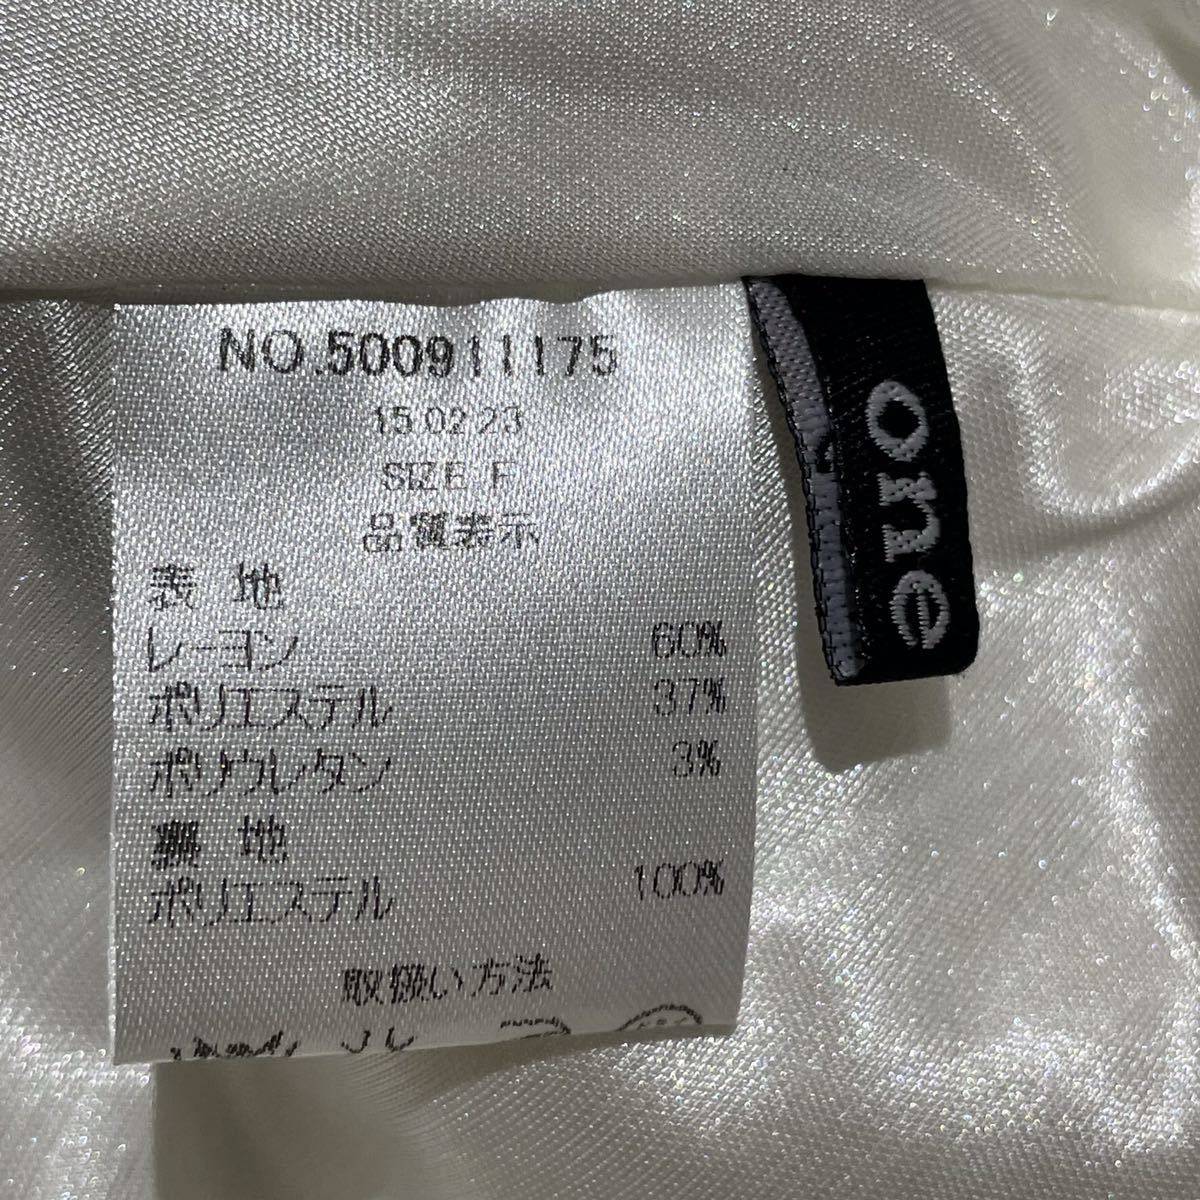 NO.500911175
15.02.23
SIZE F
品質表示
表 地
レーヨン 60%
ポリエステル 37%
ポリウレタン 3%
裏 地
ポリエステル 100%
取扱い方法
one